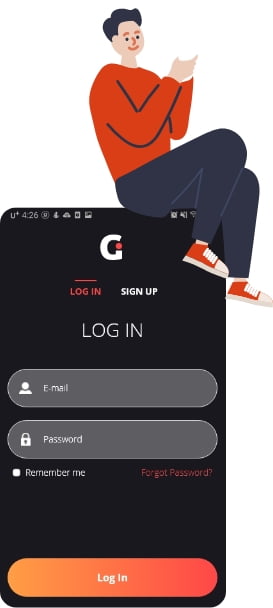 u+ 4:26
G
LOG IN SIGN UP
LOG IN
E-mail
Password
Remember me Forgot Password?
Log In